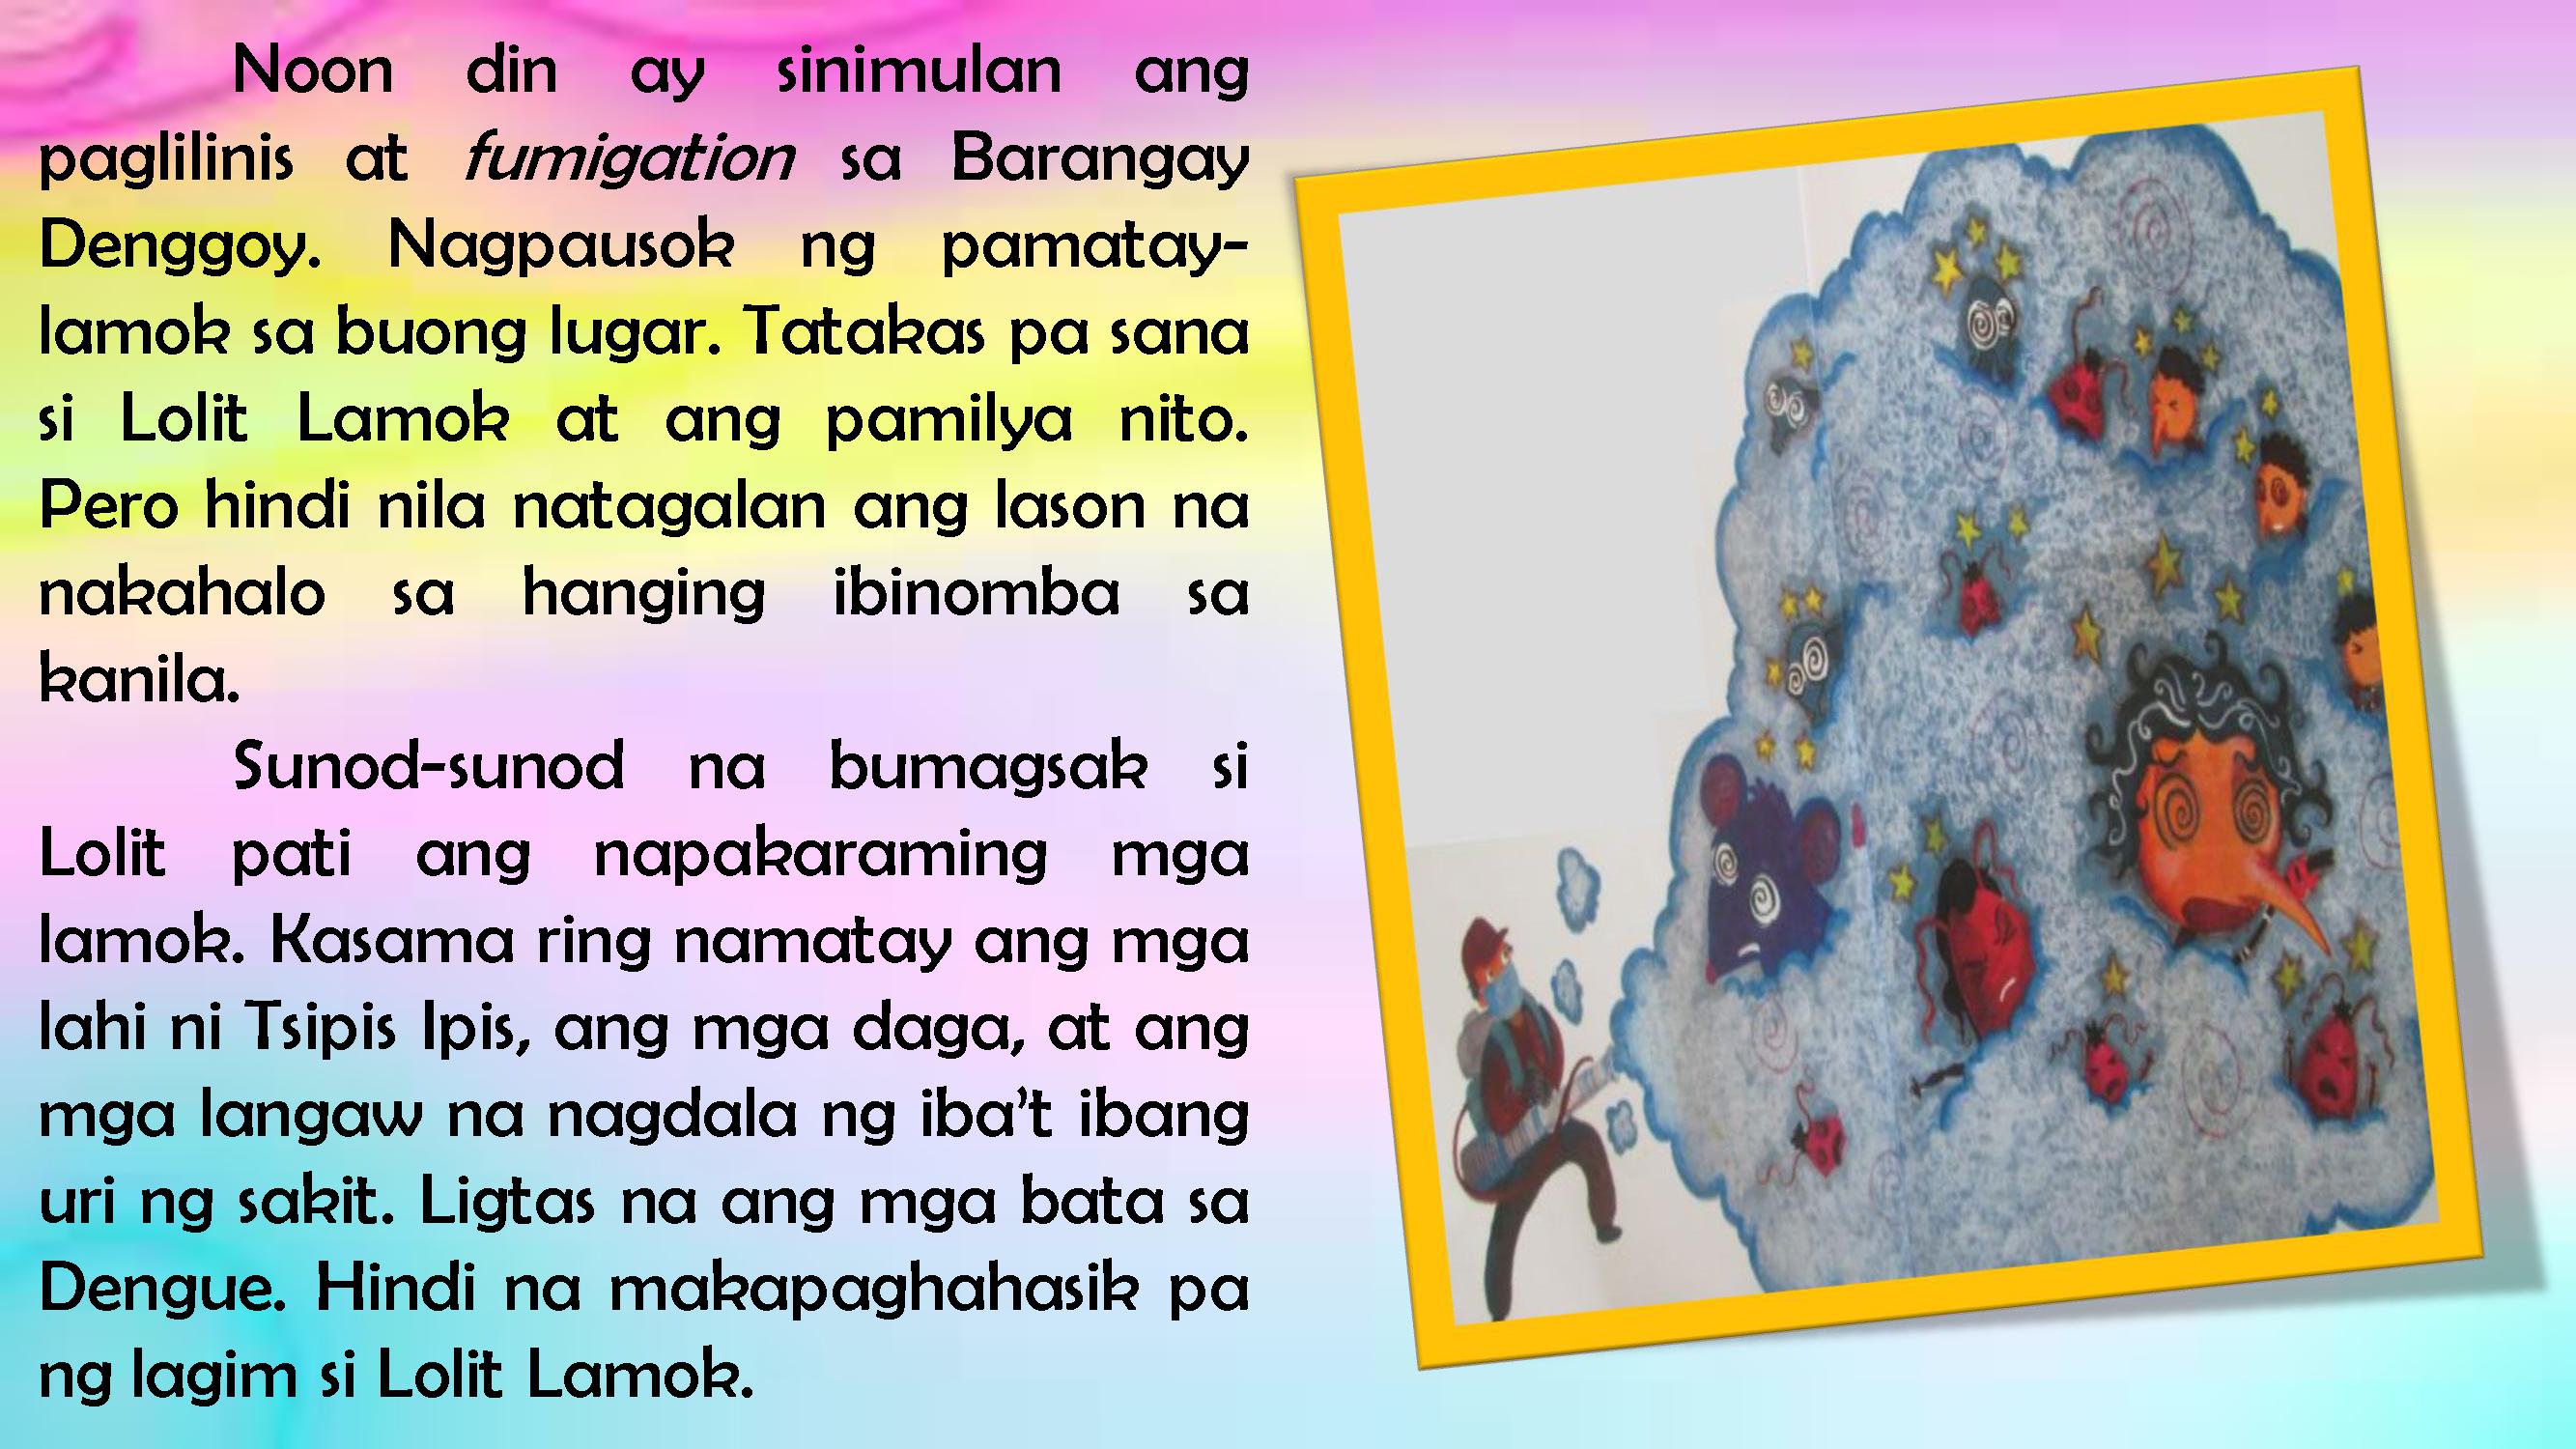 Noon din ay sinimulan ang
paglilinis at fumigation sa Barangay
Denggoy. Nagpausok ng pamatay-
lamok sa buong lugar. Tatakas pa sana
si Lolit Lamok at ang pamilya nito.
Pero hindi nila natagalan ang lason na
nakahalo sa hanging ibinomba sa
kanila.
Sunod-sunod na bumagsak si
Lolit pati ang napakaraming mga
lamok. Kasama ring namatay ang mga
lahi ni Tsipis Ipis, ang mga daga, at ang
mga langaw na nagdala ng iba’t ibang
uri ng sakit. Ligtas na ang mga bata sa
Dengue. Hindi na makapaghahasik pa
ng lagim si Lolit Lamok.